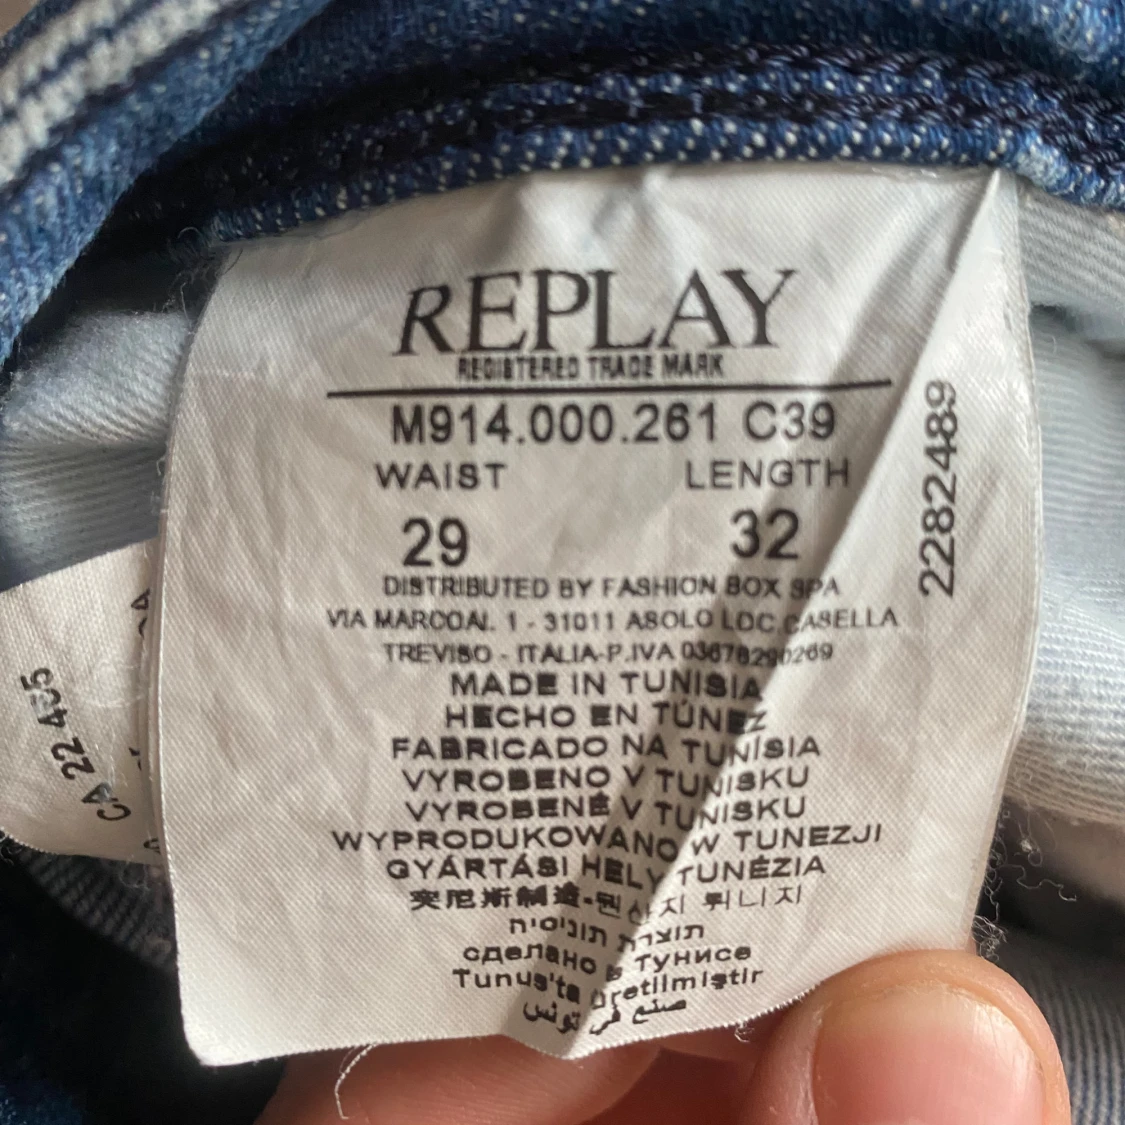 REPLAY
REGISTERED TRADE MARK
M914.000.261 C39
WAIST LENGTH
29 32
DISTRIBUTED BY FASHION BOX SPA
VIA MARCOAI. 1 - 31011 ASOLO LOC.CASELLA
TREVISO - ITALIA-P.IVA 03678290269
MADE IN TUNISIA
HECHO EN TÚNEZ
FABRICADO NA TUNÍSIA
VYROBENO V TUNISKU
VYROBENÉ V TUNISKU
WYPRODUKOWANO W TUNEZJI
GYÁRTÁSI HELY TUNÉZIA
突尼斯制造-원산지 튀니지
תוצרת תוניסיה
сделано в Тунисе
Tunus'ta üretilmiştir
صنع في تونس
2282489
CA 22 485